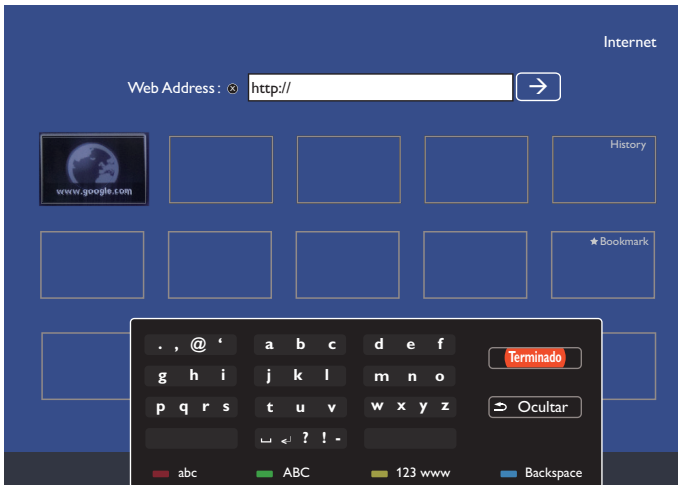 Internet
Web Address : ⊗ http:// →
www.google.com
History
★Bookmark
. , @ ‘ a b c d e f
Terminado
g h i j k l m n o
p q r s t u v w x y z
⮌ Ocultar
␣ ↵ ? ! -
abc ABC 123 www Backspace